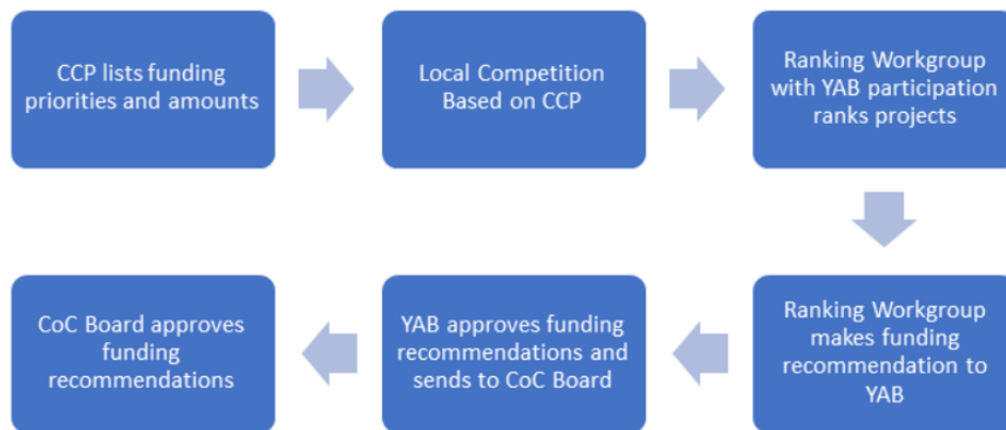 CCP lists funding
priorities and amounts
Local Competition
Based on CCP
Ranking Workgroup
with YAB participation
ranks projects
Ranking Workgroup
makes funding
recommendation to
YAB
YAB approves funding
recommendations and
sends to CoC Board
CoC Board approves
funding
recommendations